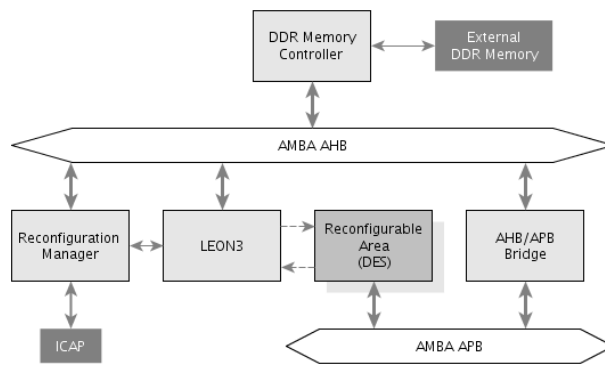 DDR Memory
Controller
External
DDR Memory
AMBA AHB
Reconfiguration
Manager
LEON3
Reconfigurable
Area
(DES)
AHB/APB
Bridge
ICAP
AMBA APB